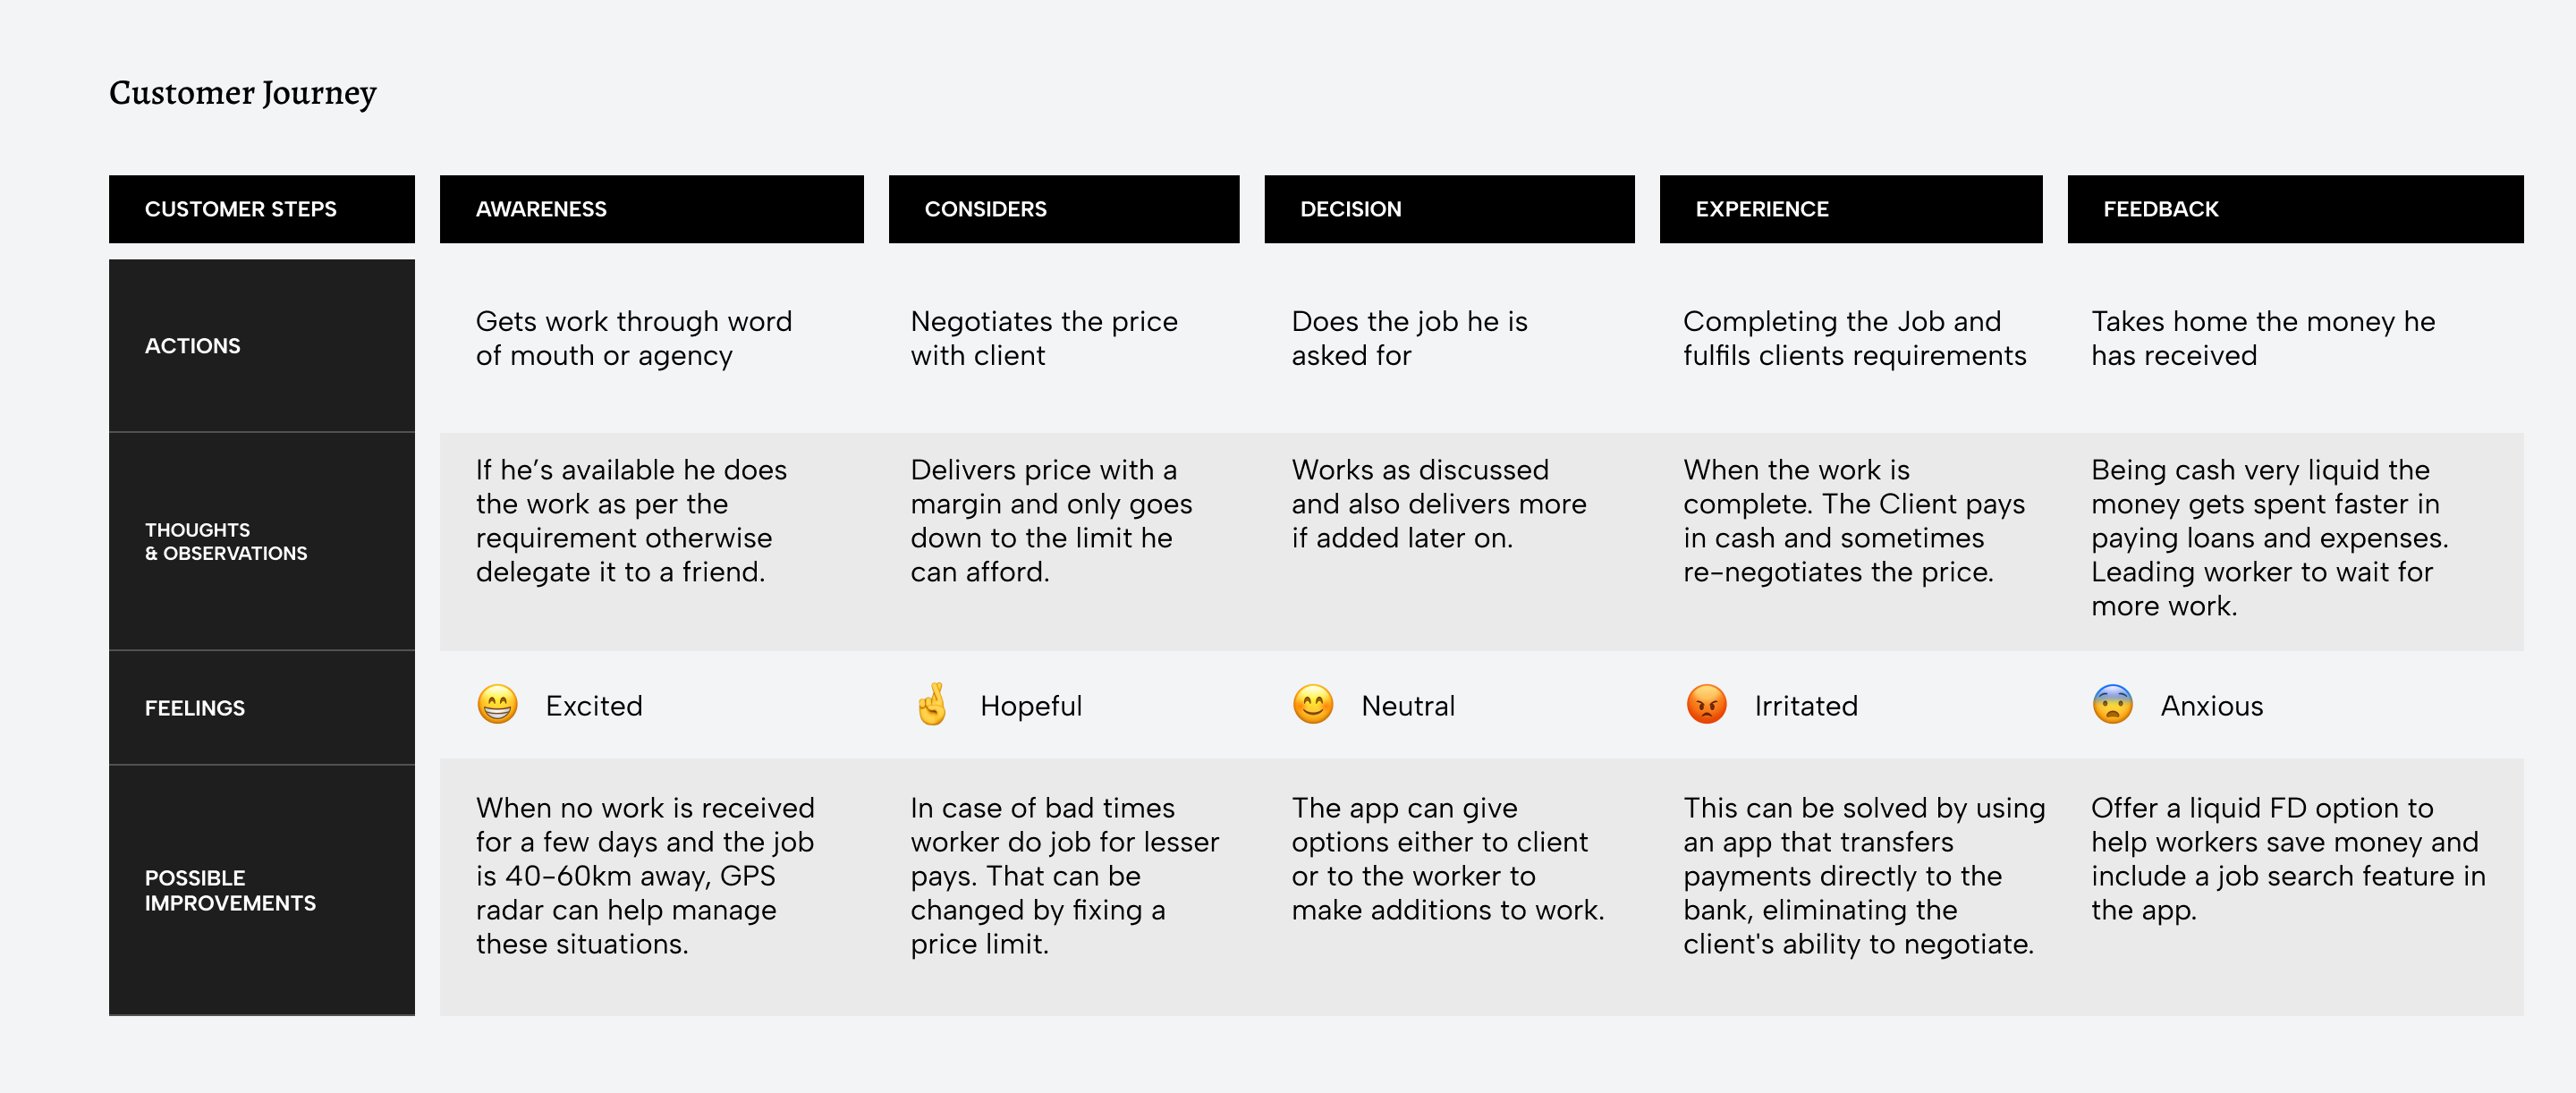 Customer Journey
CUSTOMER STEPS
AWARENESS
CONSIDERS
DECISION
EXPERIENCE
FEEDBACK
ACTIONS
Gets work through word
of mouth or agency
Negotiates the price
with client
Does the job he is
asked for
Completing the Job and
fulfils clients requirements
Takes home the money he
has received
THOUGHTS
& OBSERVATIONS
If he’s available he does
the work as per the
requirement otherwise
delegate it to a friend.
Delivers price with a
margin and only goes
down to the limit he
can afford.
Works as discussed
and also delivers more
if added later on.
When the work is
complete. The Client pays
in cash and sometimes
re-negotiates the price.
Being cash very liquid the
money gets spent faster in
paying loans and expenses.
Leading worker to wait for
more work.
FEELINGS
😁 Excited
🤞 Hopeful
😊 Neutral
😡 Irritated
😨 Anxious
POSSIBLE
IMPROVEMENTS
When no work is received
for a few days and the job
is 40-60km away, GPS
radar can help manage
these situations.
In case of bad times
worker do job for lesser
pays. That can be
changed by fixing a
price limit.
The app can give
options either to client
or to the worker to
make additions to work.
This can be solved by using
an app that transfers
payments directly to the
bank, eliminating the
client's ability to negotiate.
Offer a liquid FD option to
help workers save money and
include a job search feature in
the app.